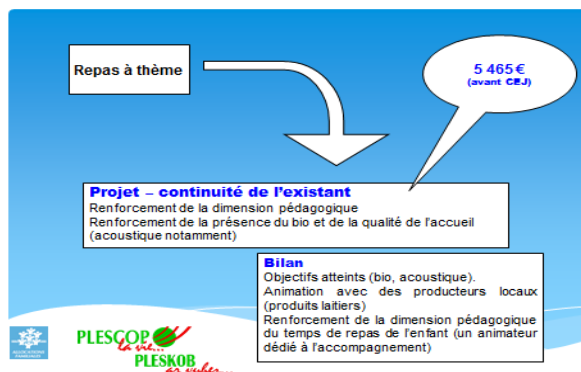 Repas à thème
5 465 €
(avant CEJ)
Projet – continuité de l'existant
Renforcement de la dimension pédagogique
Renforcement de la présence du bio et de la qualité de l'accueil
(acoustique notamment)
Bilan
Objectifs atteints (bio, acoustique).
Animation avec des producteurs locaux
(produits laitiers)
Renforcement de la dimension pédagogique
du temps de repas de l'enfant (un animateur
dédié à l'accompagnement)
PLESCOP
la vie...
PLESKOB